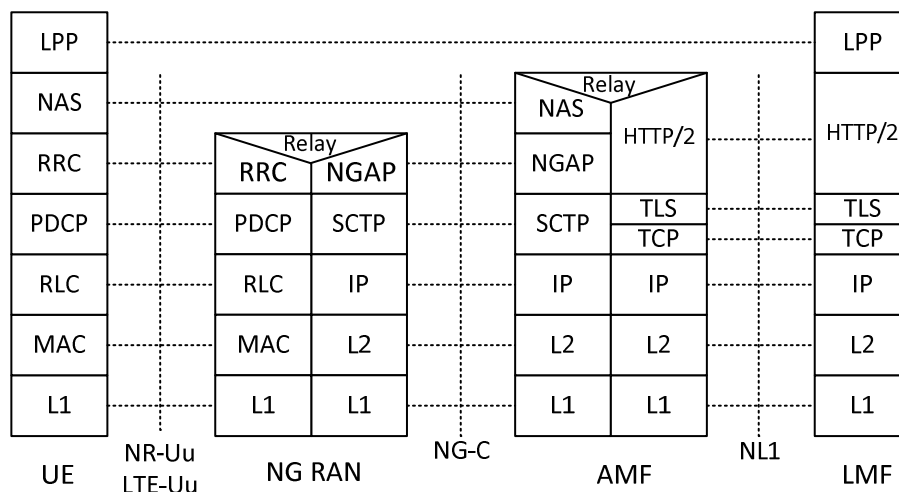 LPP
LPP
Relay
NAS
NAS
HTTP/2
HTTP/2
Relay
RRC
RRC
NGAP
NGAP
PDCP
PDCP
SCTP
SCTP
TLS
TLS
TCP
TCP
RLC
RLC
IP
IP
IP
IP
MAC
MAC
L2
L2
L2
L2
L1
L1
L1
L1
L1
L1
NR-Uu
LTE-Uu
NG-C
NL1
UE
NG RAN
AMF
LMF